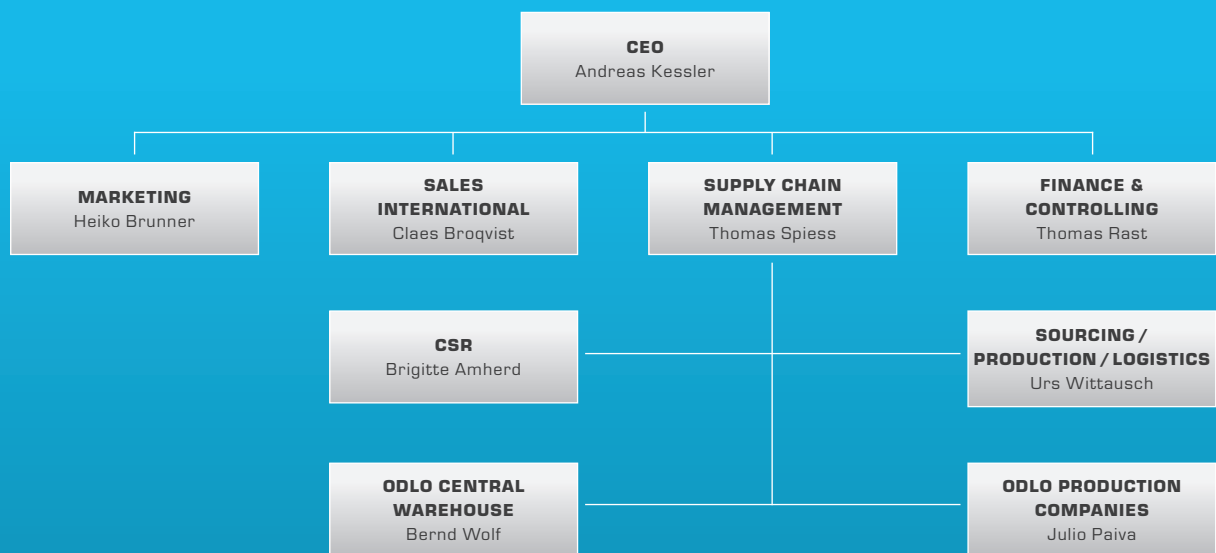 CEO
Andreas Kessler
MARKETING
Heiko Brunner
SALES
INTERNATIONAL
Claes Broqvist
SUPPLY CHAIN
MANAGEMENT
Thomas Spiess
FINANCE &
CONTROLLING
Thomas Rast
CSR
Brigitte Amherd
SOURCING /
PRODUCTION / LOGISTICS
Urs Wittausch
ODLO CENTRAL
WAREHOUSE
Bernd Wolf
ODLO PRODUCTION
COMPANIES
Julio Paiva